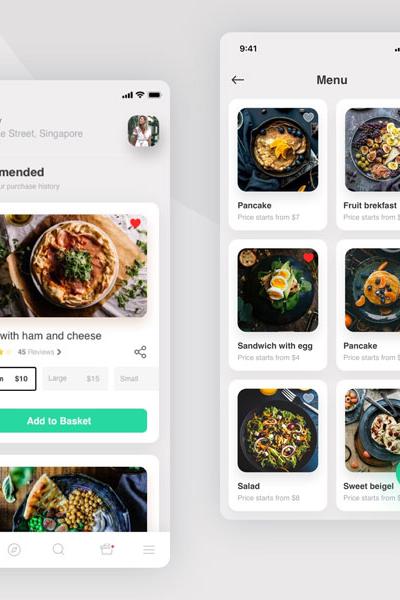 e Street, Singapore
mended
ur purchase history
with ham and cheese
45 Reviews
$10
Large $15
Small
Add to Basket
9:41
Menu
Pancake
Price starts from $7
Fruit brekfast
Price starts from $
Sandwich with egg
Price starts from $4
Pancake
Price starts from $
Salad
Price starts from $8
Sweet beigel
Price starts from $